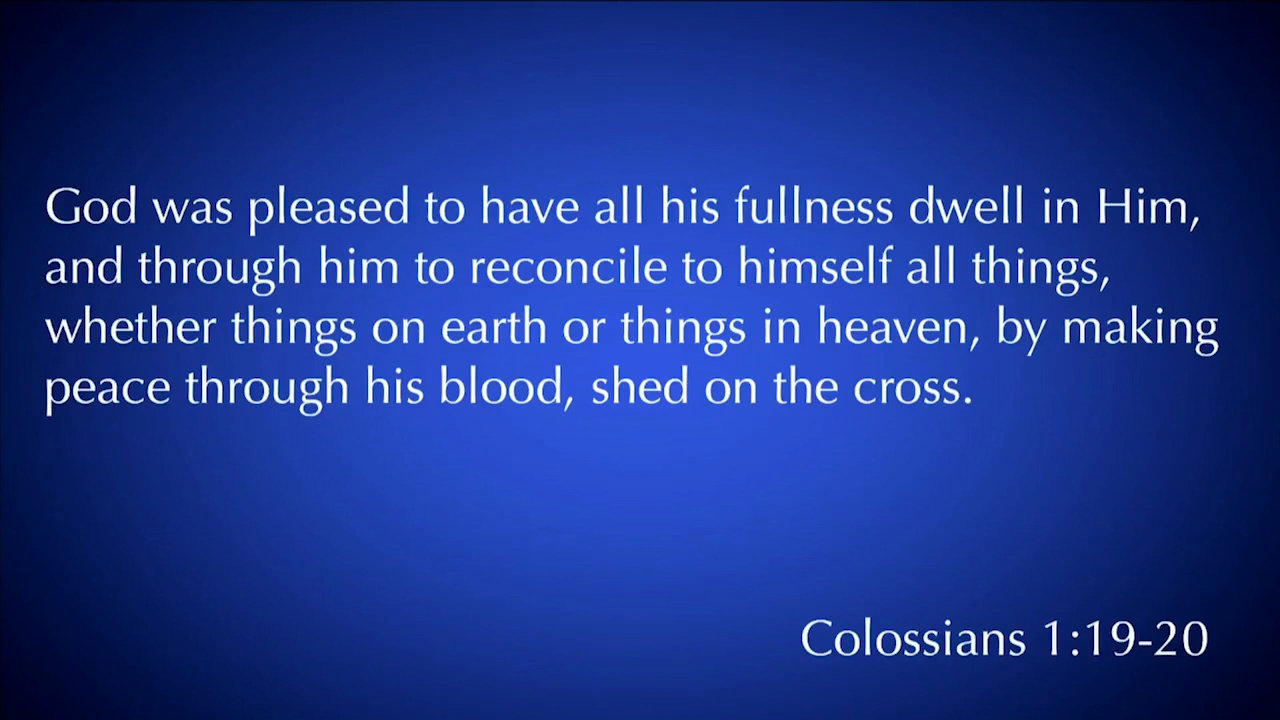 God was pleased to have all his fullness dwell in Him,
and through him to reconcile to himself all things,
whether things on earth or things in heaven, by making
peace through his blood, shed on the cross.
Colossians 1:19-20